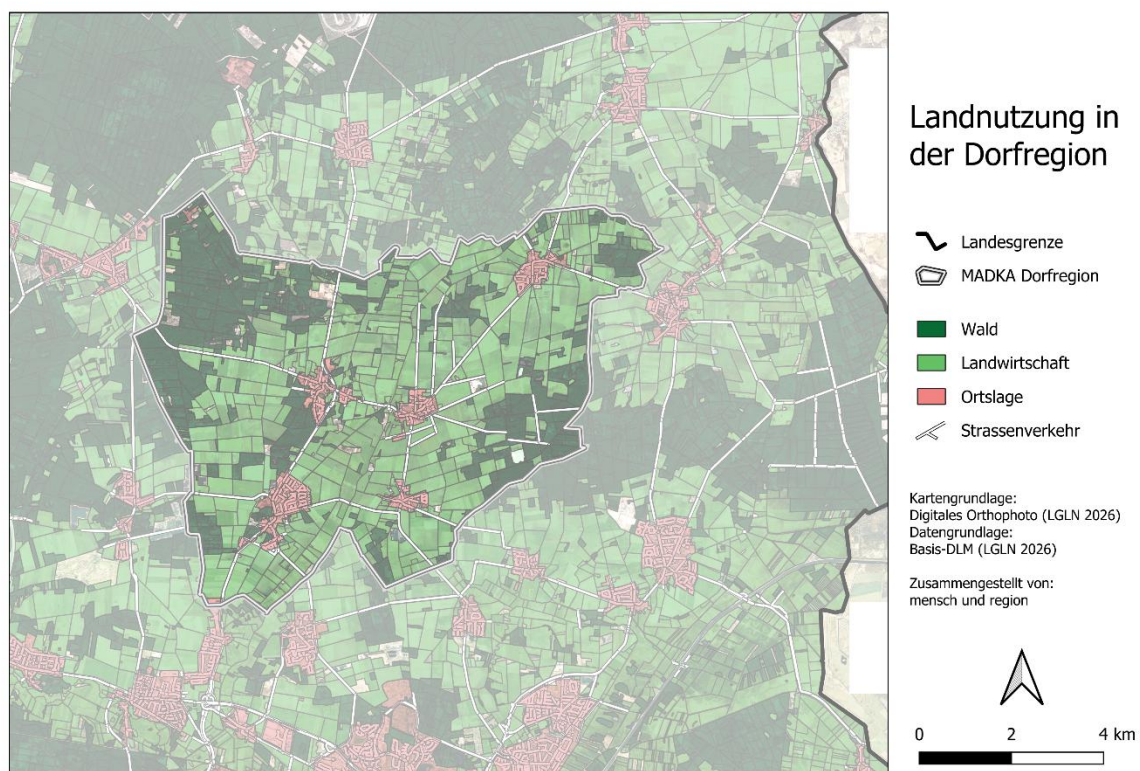 Landnutzung in
der Dorfregion
Landesgrenze
MADKA Dorfregion
Wald
Landwirtschaft
Ortslage
Strassenverkehr
Kartengrundlage:
Digitales Orthophoto (LGLN 2026)
Datengrundlage:
Basis-DLM (LGLN 2026)
Zusammengestellt von:
mensch und region
0 2 4 km